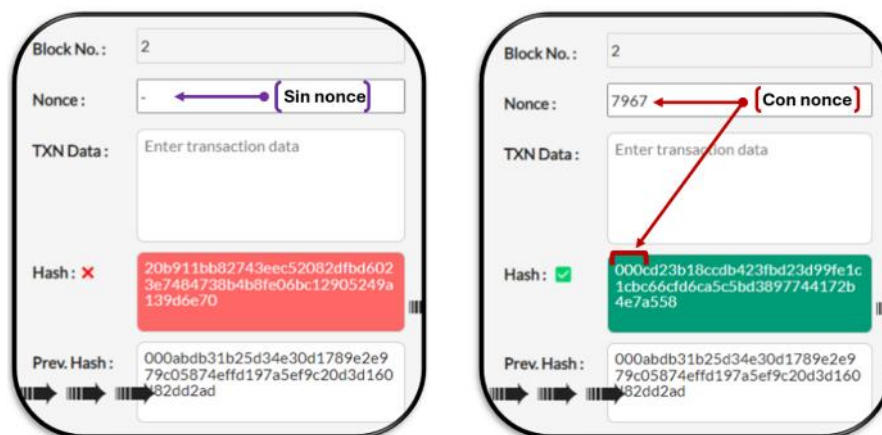 Block No. : 2
Nonce : - Sin nonce
TXN Data : Enter transaction data
Hash : 20b911bb82743eec52082dfbd602
3e7484738b4b8fe06bc12905249a
139d6e70
Prev. Hash : 000abdb31b25d34e30d1789e2e9
79c05874effd197a5ef9c20d3d160
d82dd2ad
Block No. : 2
Nonce : 7967 Con nonce
TXN Data : Enter transaction data
Hash : 000cd23b18ccdb423fbd23d99fe1c
1cbc66cfd6ca5c5bd3897744172b
4e7a558
Prev. Hash : 000abdb31b25d34e30d1789e2e9
79c05874effd197a5ef9c20d3d160
d82dd2ad